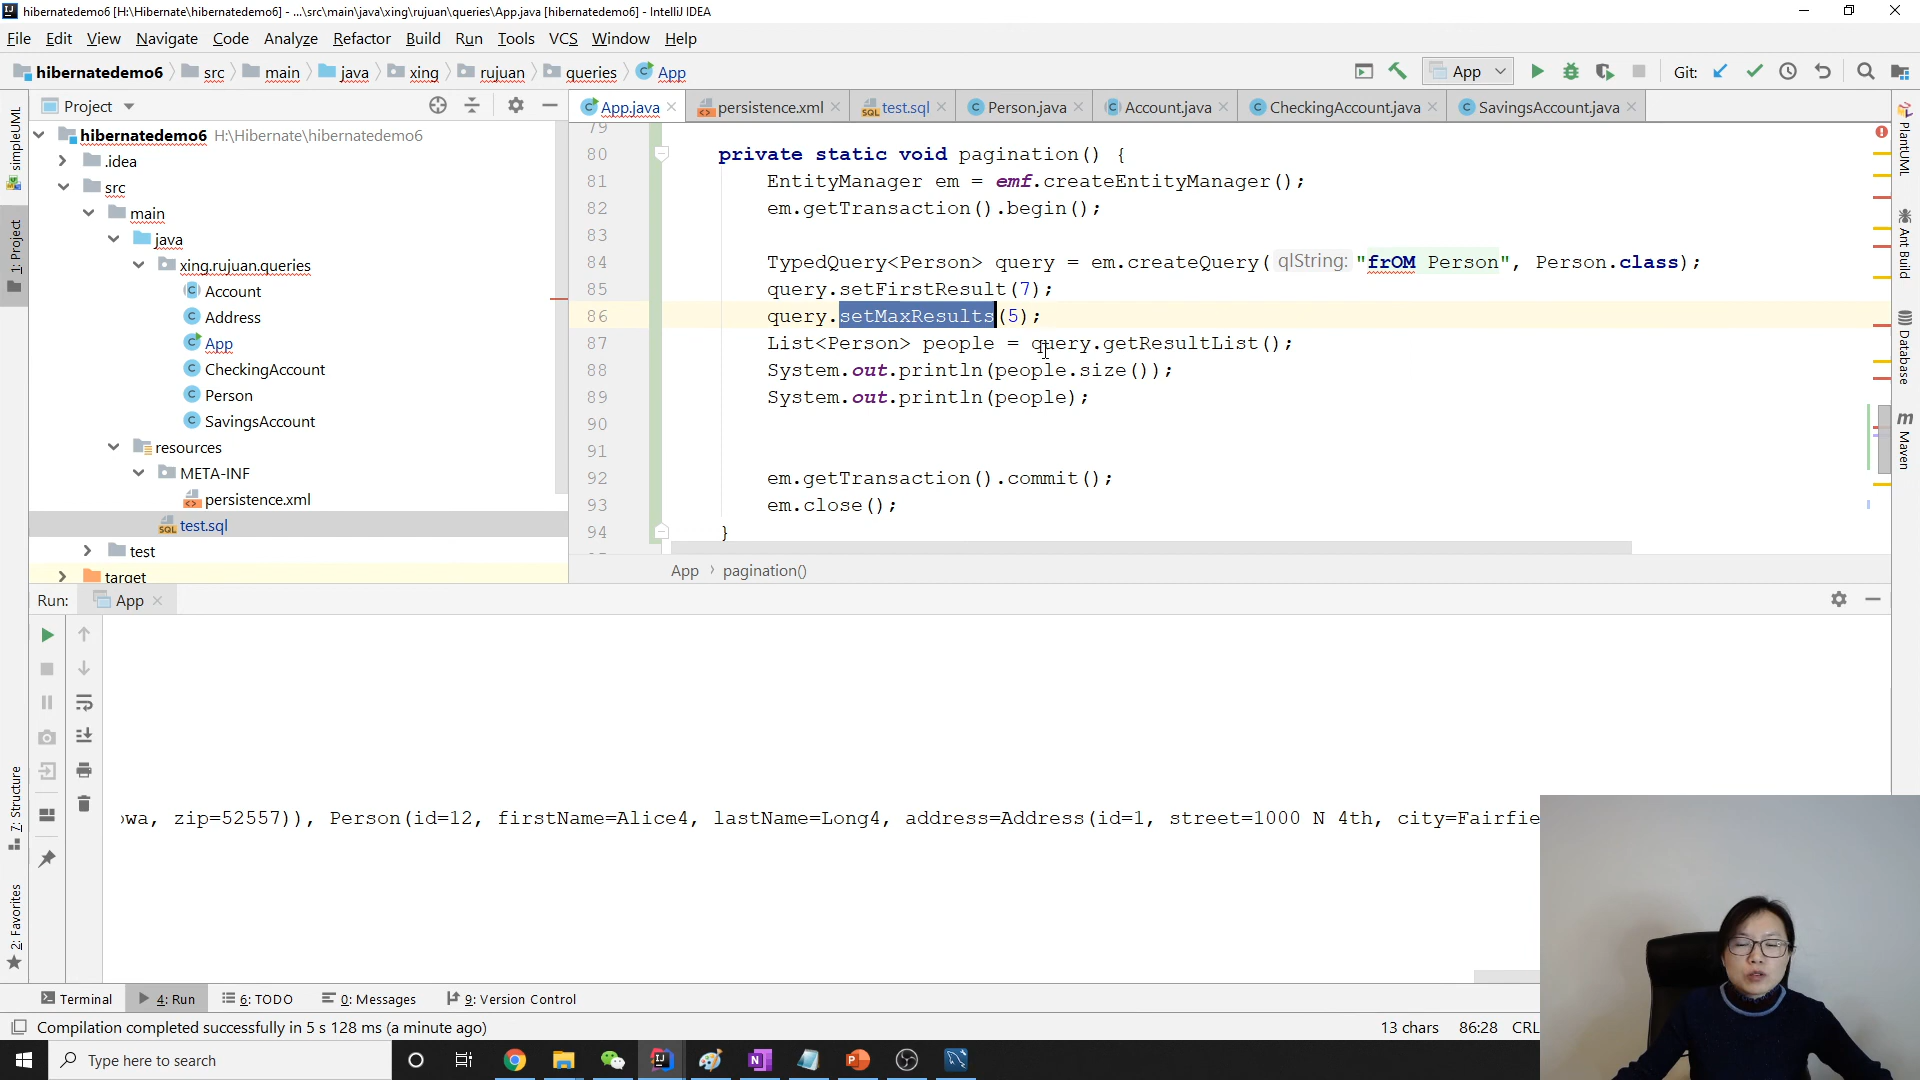 hibernatedemo6 [H:\Hibernate\hibernatedemo6] - ...\src\main\java\xing\rujuan\queries\App.java [hibernatedemo6] - IntelliJ IDEA
File Edit View Navigate Code Analyze Refactor Build Run Tools VCS Window Help
hibernatedemo6 src main java xing rujuan queries App App Git:
Project
App.java persistence.xml test.sql Person.java Account.java CheckingAccount.java SavingsAccount.java
simpleUML
1: Project
7: Structure
2: Favorites
hibernatedemo6 H:\Hibernate\hibernatedemo6
.idea
src
main
java
xing.rujuan.queries
Account
Address
App
CheckingAccount
Person
SavingsAccount
resources
META-INF
persistence.xml
test.sql
test
target
79
80 private static void pagination() {
81 EntityManager em = emf.createEntityManager();
82 em.getTransaction().begin();
83
84 TypedQuery<Person> query = em.createQuery( qlString: "frOM Person", Person.class);
85 query.setFirstResult(7);
86 query.setMaxResults(5);
87 List<Person> people = query.getResultList();
88 System.out.println(people.size());
89 System.out.println(people);
90
91
92 em.getTransaction().commit();
93 em.close();
94 }
App › pagination()
PlantUML
Ant Build
Database
Maven
Run: App
owa, zip=52557)), Person(id=12, firstName=Alice4, lastName=Long4, address=Address(id=1, street=1000 N 4th, city=Fairfie
Terminal 4: Run 6: TODO 0: Messages 9: Version Control
Compilation completed successfully in 5 s 128 ms (a minute ago) 13 chars 86:28 CRL
Type here to search